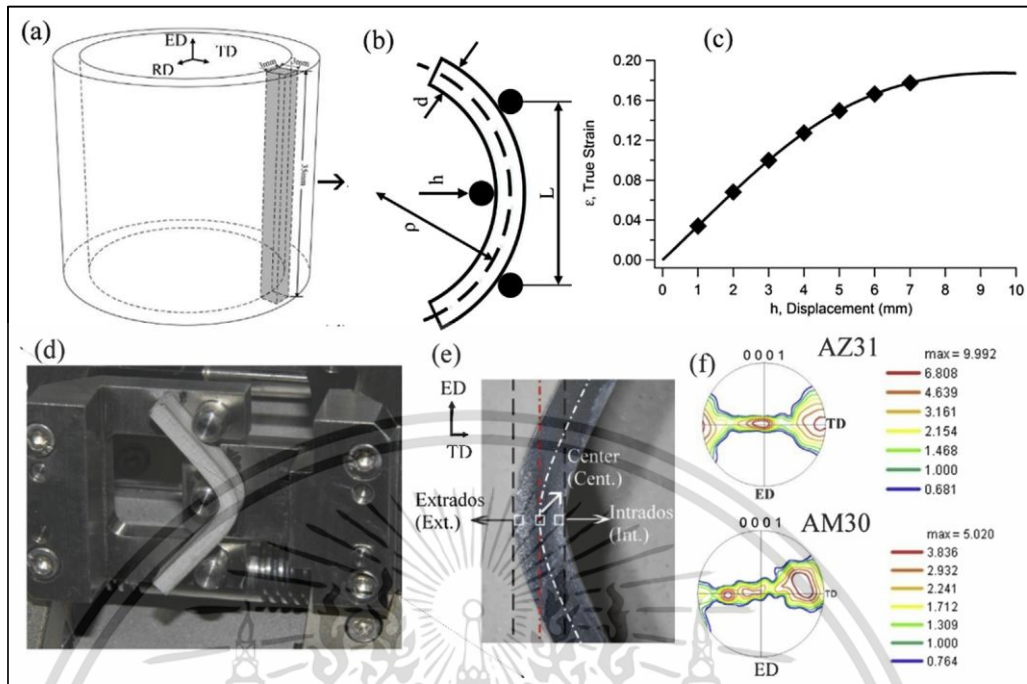 (a)
ED
TD
RD
3mm
3mm
35mm
(b)
d
h
ρ
L
(c)
ε, True Strain
0.20
0.16
0.12
0.08
0.04
0.00
0 1 2 3 4 5 6 7 8 9 10
h, Displacement (mm)
(d)
(e)
ED
TD
Center
(Cent.)
Extrados
(Ext.)
Intrados
(Int.)
(f)
AZ31
0 0 0 1
TD
ED
max = 9.992
6.808
4.639
3.161
2.154
1.468
1.000
0.681
AM30
0 0 0 1
TD
ED
max = 5.020
3.836
2.932
2.241
1.712
1.309
1.000
0.764